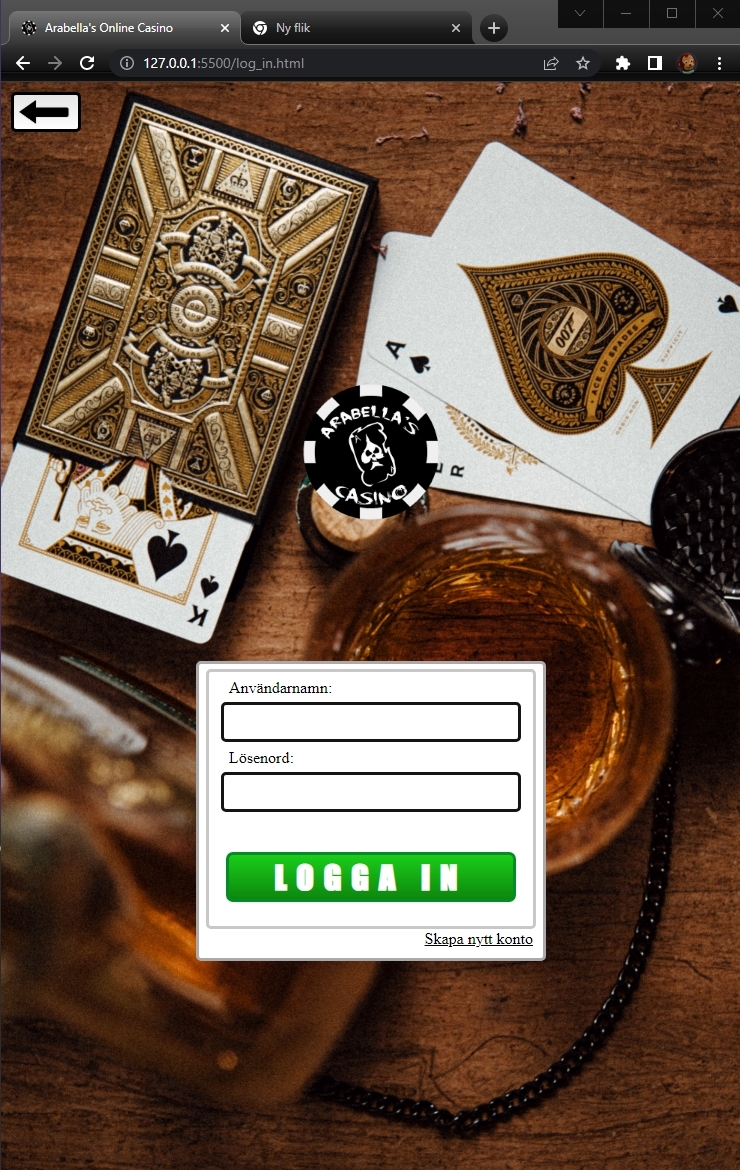 Arabella's Online Casino
Ny flik
127.0.0.1:5500/log_in.html
007
ACE OF SPADES
A
R
ARABELLA'S
CASINO
K
Användarnamn:
Lösenord:
LOGGA IN
Skapa nytt konto